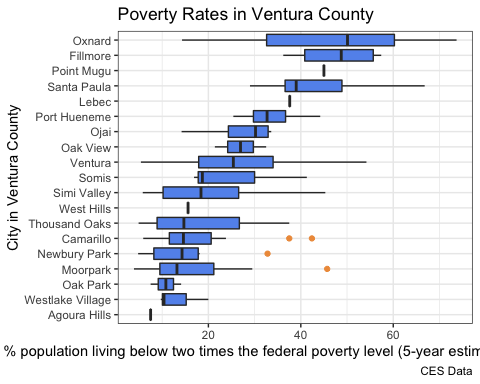 Poverty Rates in Ventura County
City in Ventura County
Oxnard
Fillmore
Point Mugu
Santa Paula
Lebec
Port Hueneme
Ojai
Oak View
Ventura
Somis
Simi Valley
West Hills
Thousand Oaks
Camarillo
Newbury Park
Moorpark
Oak Park
Westlake Village
Agoura Hills
20 40 60
% population living below two times the federal poverty level (5-year estim
CES Data